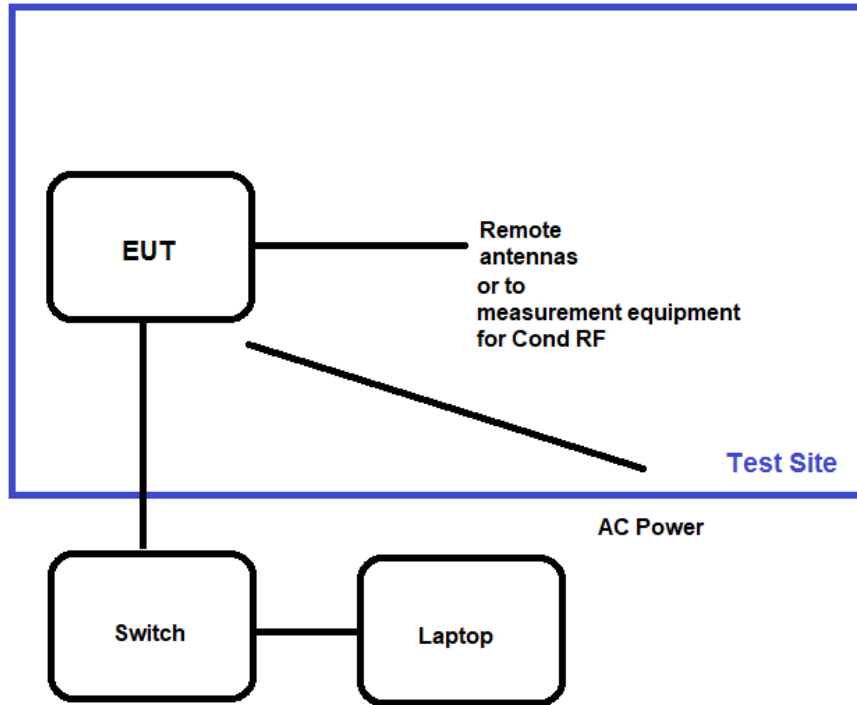 EUT
Remote
antennas
or to
measurement equipment
for Cond RF
Test Site
AC Power
Switch
Laptop